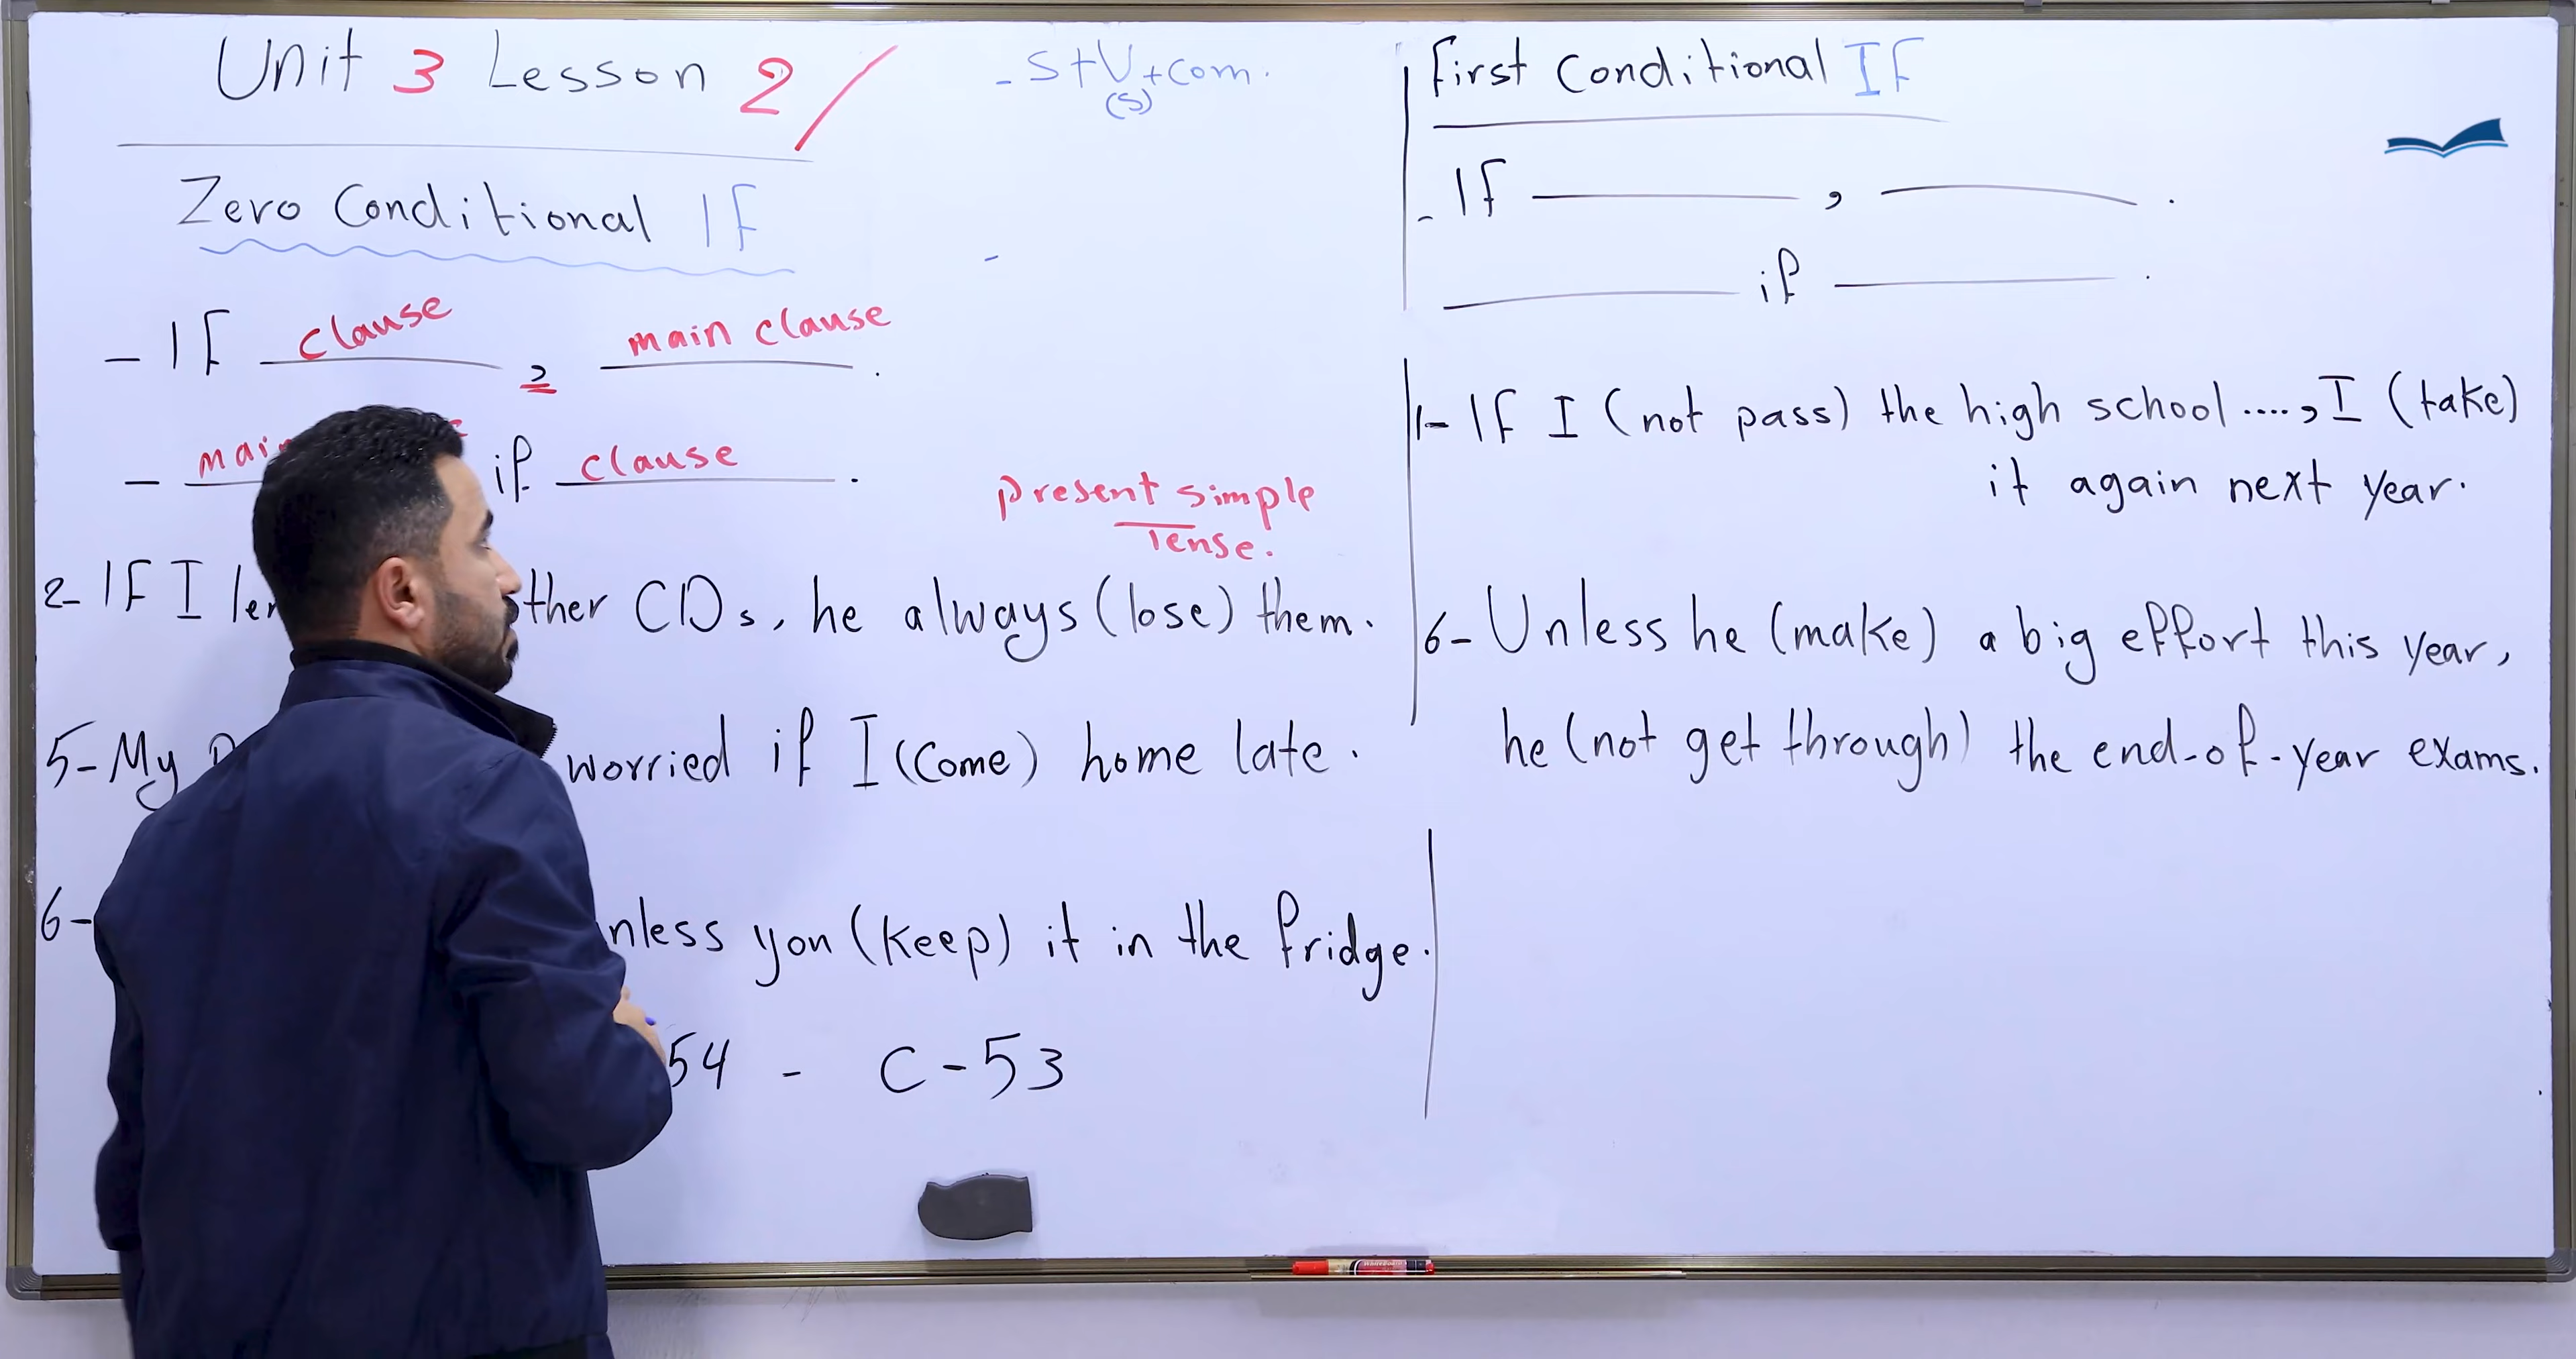 Unit 3 Lesson 2
- S+V+com.
(s)
Zero Conditional IF
- IF clause , main clause .
if clause .
Present simple
Tense.
2- IF I ther CDs, he always (lose) them.
5- My worried if I (Come) home late.
6- you (keep) it in the fridge.
54 - C-53
first Conditional IF
- If , .
if .
1- If I (not pass) the high school ...., I (take)
it again next year.
6- Unless he (make) a big effort this year,
he (not get through) the end-of-year exams.